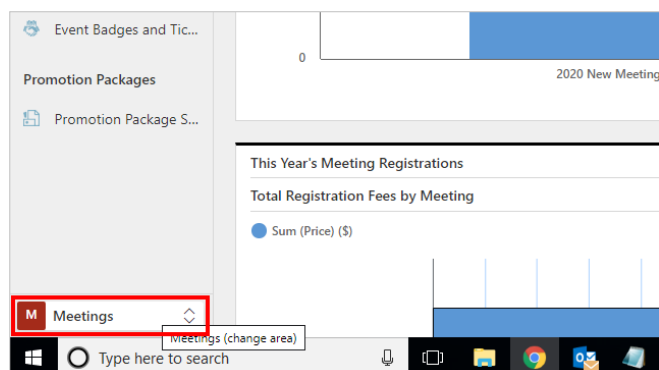 Event Badges and Tic...
Promotion Packages
Promotion Package S...
0
2020 New Meeting
This Year's Meeting Registrations
Total Registration Fees by Meeting
Sum (Price) ($)
M Meetings
Meetings (change area)
Type here to search